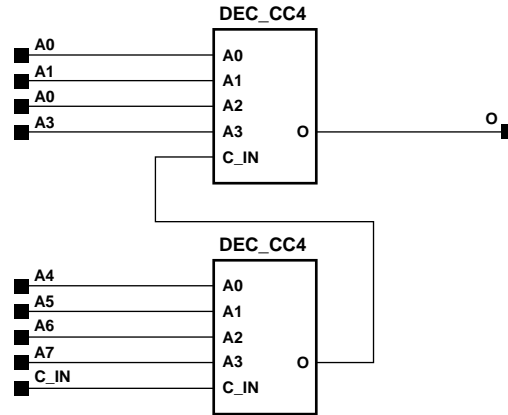 DEC_CC4
A0 A0
A1 A1
A0 A2
A3 A3 O O
C_IN
DEC_CC4
A4 A0
A5 A1
A6 A2
A7 A3 O
C_IN C_IN